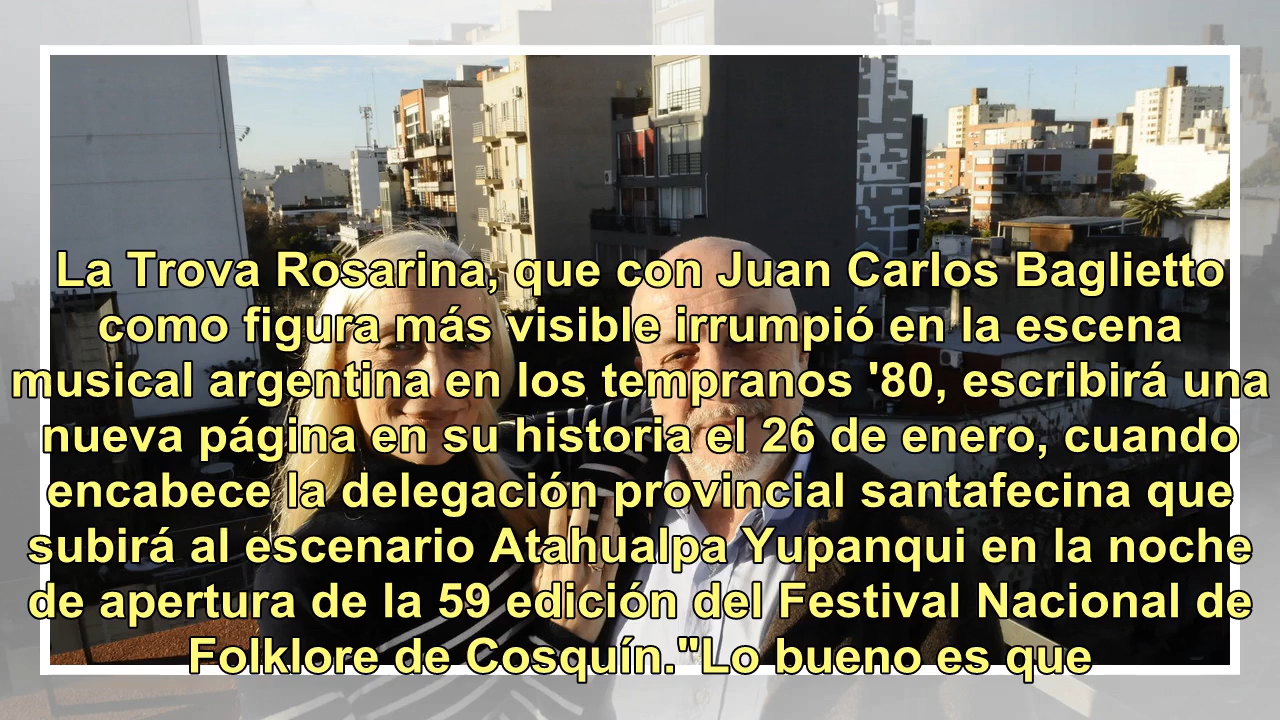 La Trova Rosarina, que con Juan Carlos Baglietto
como figura más visible irrumpió en la escena
musical argentina en los tempranos '80, escribirá una
nueva página en su historia el 26 de enero, cuando
encabece la delegación provincial santafecina que
subirá al escenario Atahualpa Yupanqui en la noche
de apertura de la 59 edición del Festival Nacional de
Folklore de Cosquín."Lo bueno es que